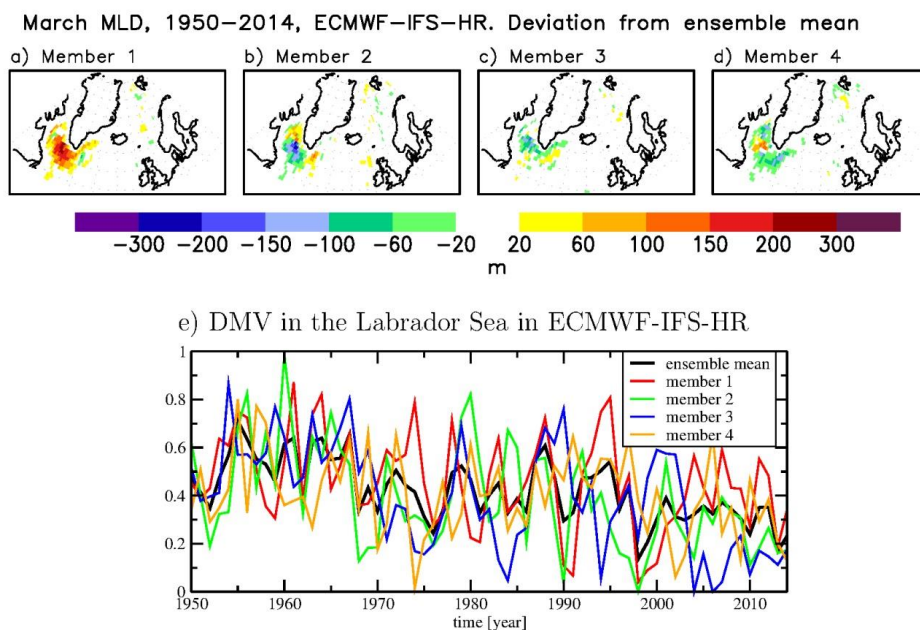 March MLD, 1950−2014, ECMWF−IFS−HR. Deviation from ensemble mean
a) Member 1 b) Member 2 c) Member 3 d) Member 4
−300 −200 −150 −100 −60 −20 20 60 100 150 200 300
m
e) DMV in the Labrador Sea in ECMWF-IFS-HR
1
0.8
0.6
0.4
0.2
0
ensemble mean
member 1
member 2
member 3
member 4
1950 1960 1970 1980 1990 2000 2010
time [year]